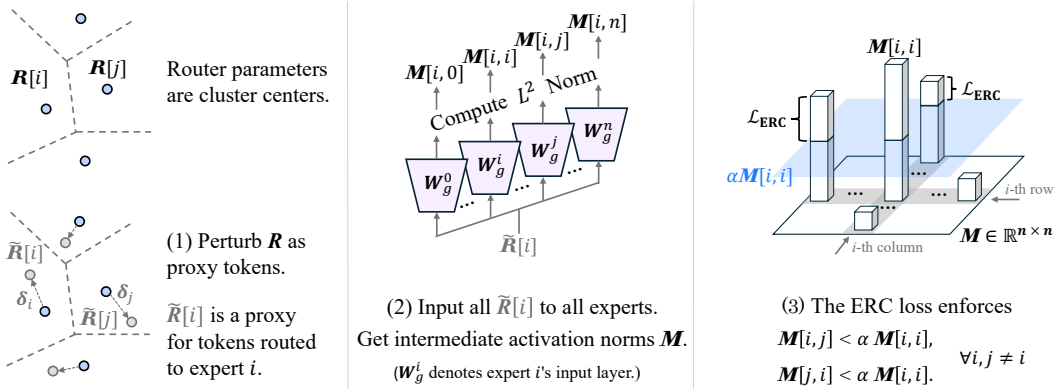 R[i]
R[j]
Router parameters
are cluster centers.
R̃[i]
δᵢ
δⱼ
R̃[j]
(1) Perturb R as
proxy tokens.
R̃[i] is a proxy
for tokens routed
to expert i.
M[i, 0]
M[i, i]
M[i, j]
M[i, n]
Compute L² Norm
W_g^0
W_g^i
W_g^j
W_g^n
...
...
...
R̃[i]
(2) Input all R̃[i] to all experts.
Get intermediate activation norms M.
(W_g^i denotes expert i's input layer.)
M[i, i]
ℒ_ERC
ℒ_ERC
αM[i, i]
...
...
...
...
i-th row
i-th column
M ∈ ℝ^{n × n}
(3) The ERC loss enforces
M[i, j] < α M[i, i],
M[j, i] < α M[i, i].
∀i, j ≠ i